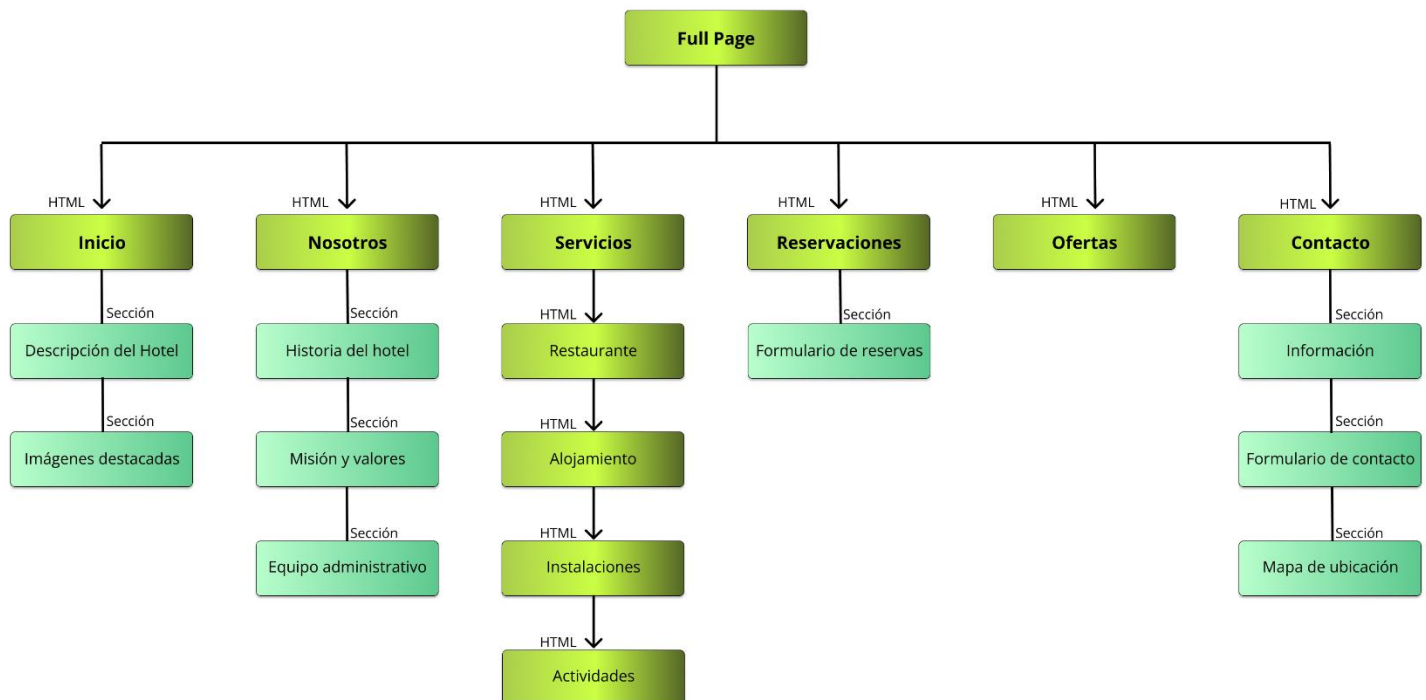 Full Page
HTML
HTML
HTML
HTML
HTML
HTML
Inicio
Nosotros
Servicios
Reservaciones
Ofertas
Contacto
Sección
Sección
HTML
Sección
Sección
Descripción del Hotel
Historia del hotel
Restaurante
Formulario de reservas
Información
Sección
Sección
HTML
Sección
Imágenes destacadas
Misión y valores
Alojamiento
Formulario de contacto
Sección
HTML
Sección
Equipo administrativo
Instalaciones
Mapa de ubicación
HTML
Actividades